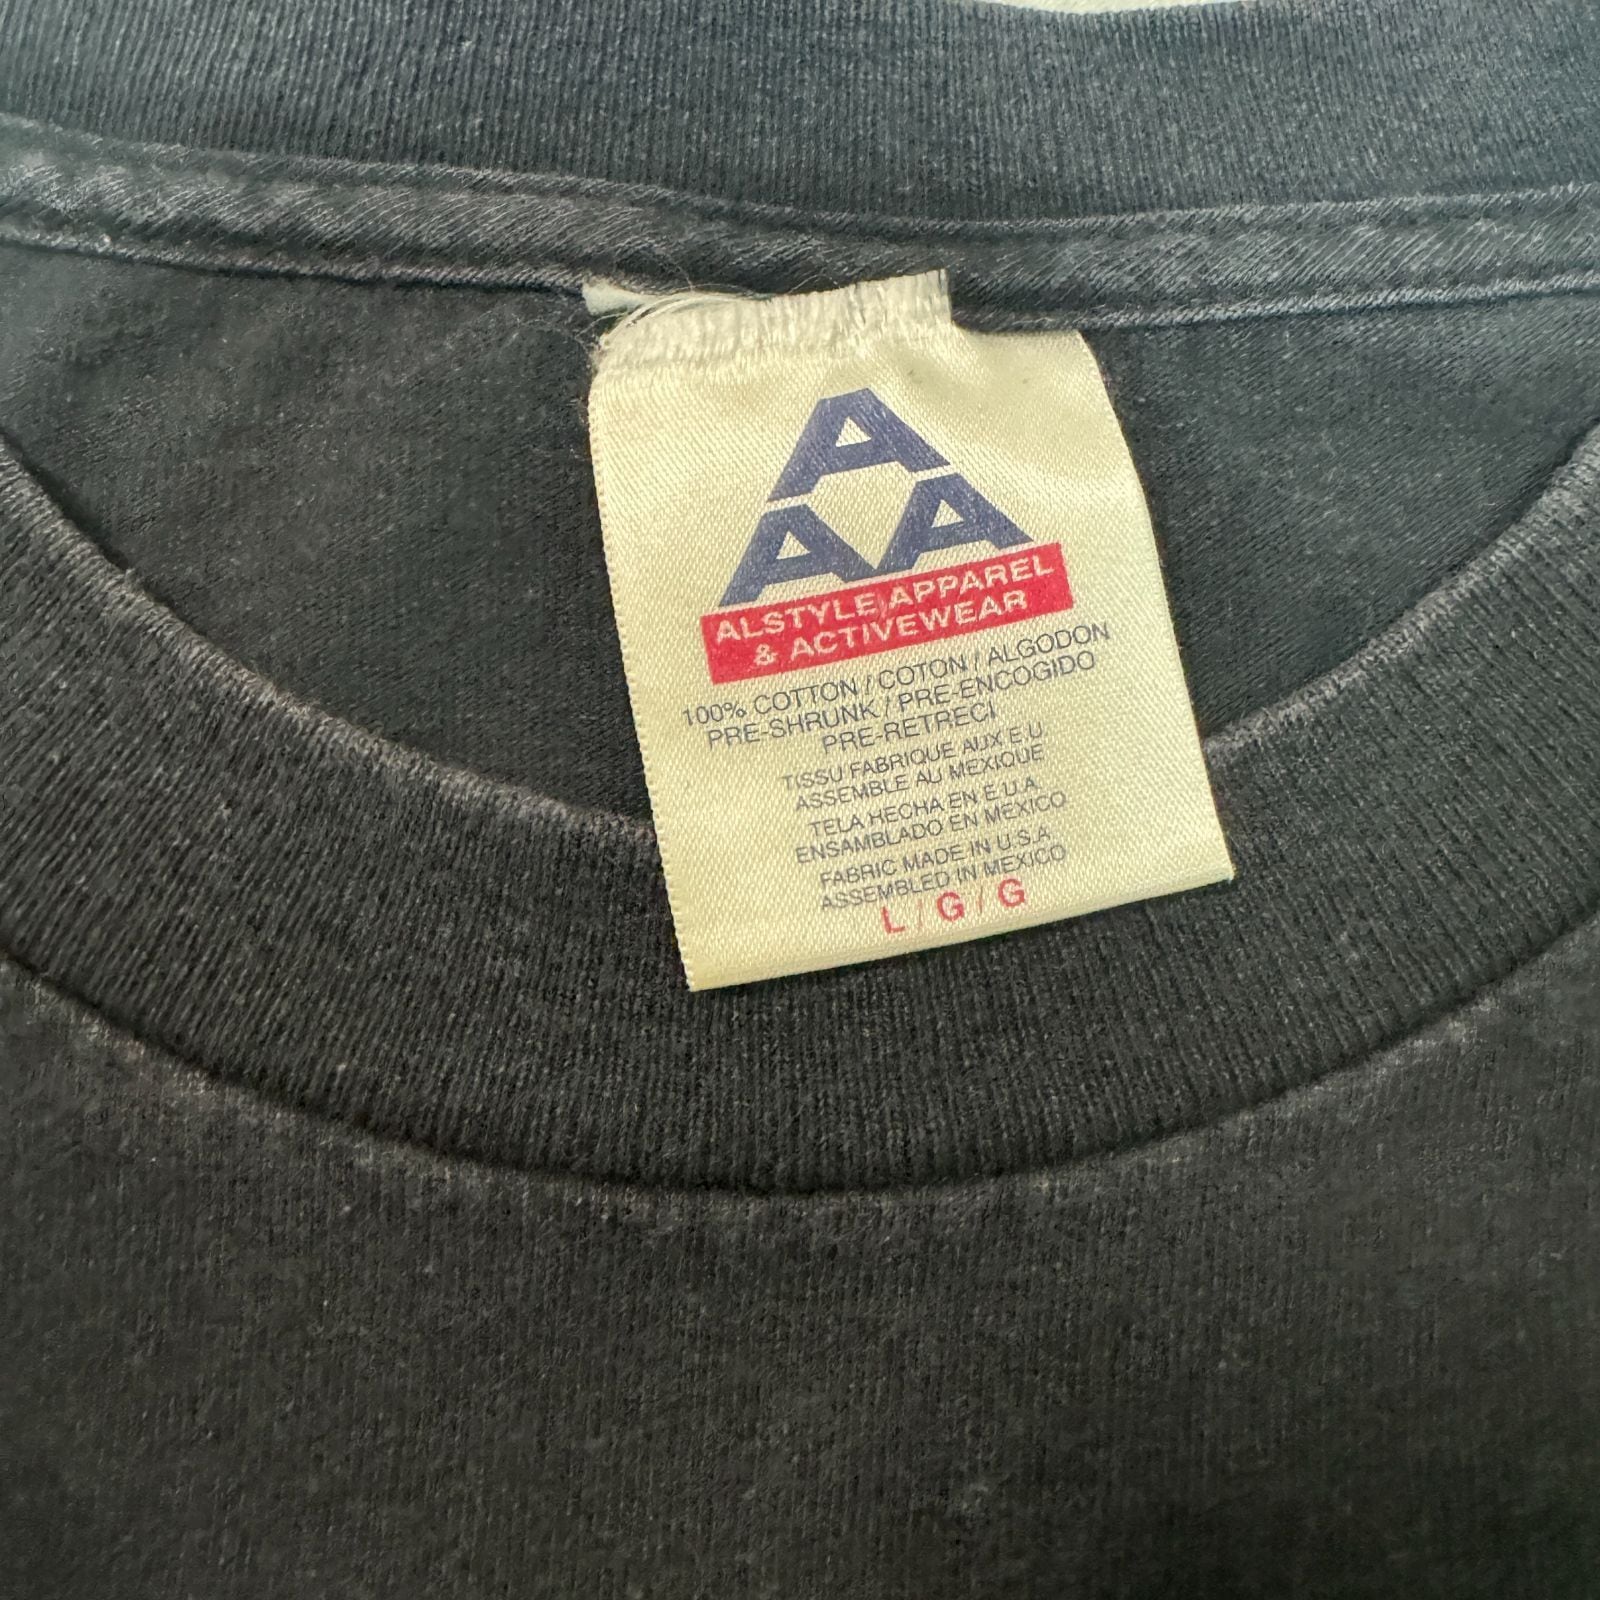 A
AA
ALSTYLE APPAREL
& ACTIVEWEAR
100% COTTON / COTON / ALGODON
PRE-SHRUNK / PRE-ENCOGIDO
PRE-RETRECI
TISSU FABRIQUE AUX E.U.
ASSEMBLE AU MEXIQUE
TELA HECHA EN E.U.A.
ENSAMBLADO EN MEXICO
FABRIC MADE IN U.S.A.
ASSEMBLED IN MEXICO
L / G / G